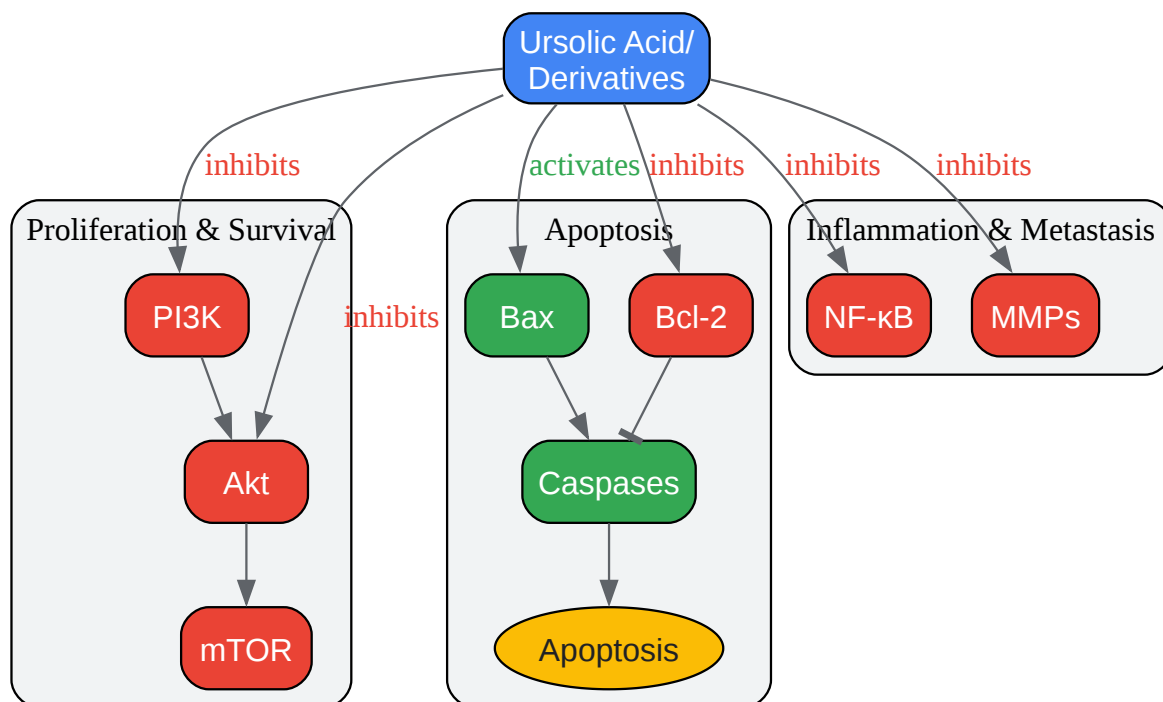 Ursolic Acid/
Derivatives
inhibits
activates
inhibits
inhibits
inhibits
Proliferation & Survival
Apoptosis
Inflammation & Metastasis
PI3K
inhibits
Bax
Bcl-2
NF-κB
MMPs
Akt
Caspases
mTOR
Apoptosis